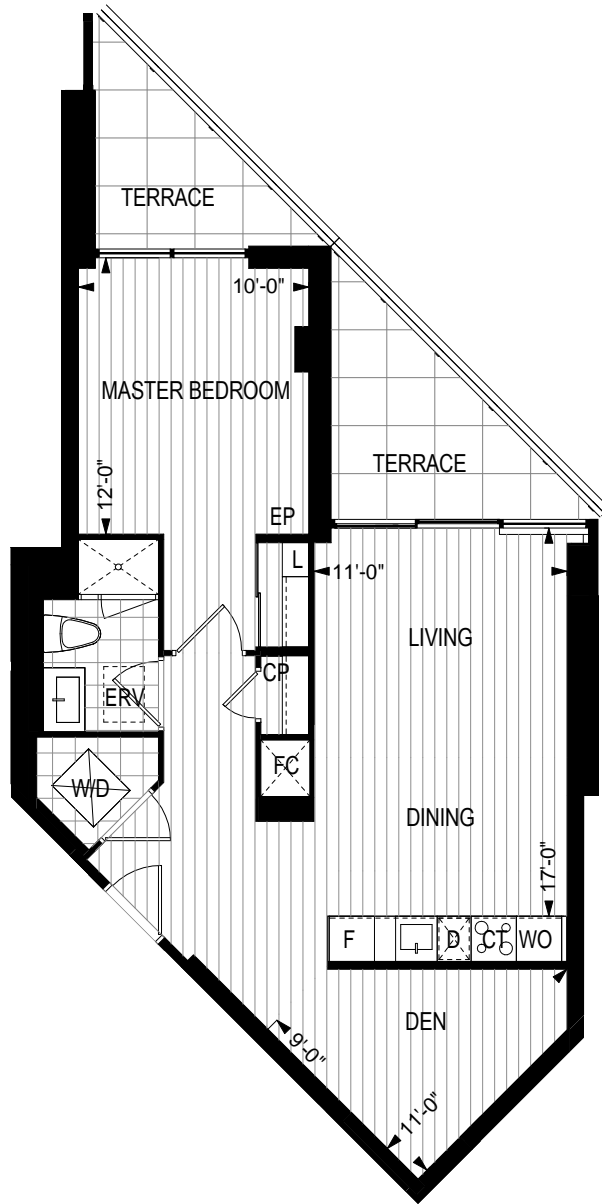 TERRACE
10'-0"
MASTER BEDROOM
12'-0"
TERRACE
EP
L
11'-0"
LIVING
CP
ERV
FC
W/D
DINING
17'-0"
F
D
CT
WO
DEN
9'-0"
11'-0"